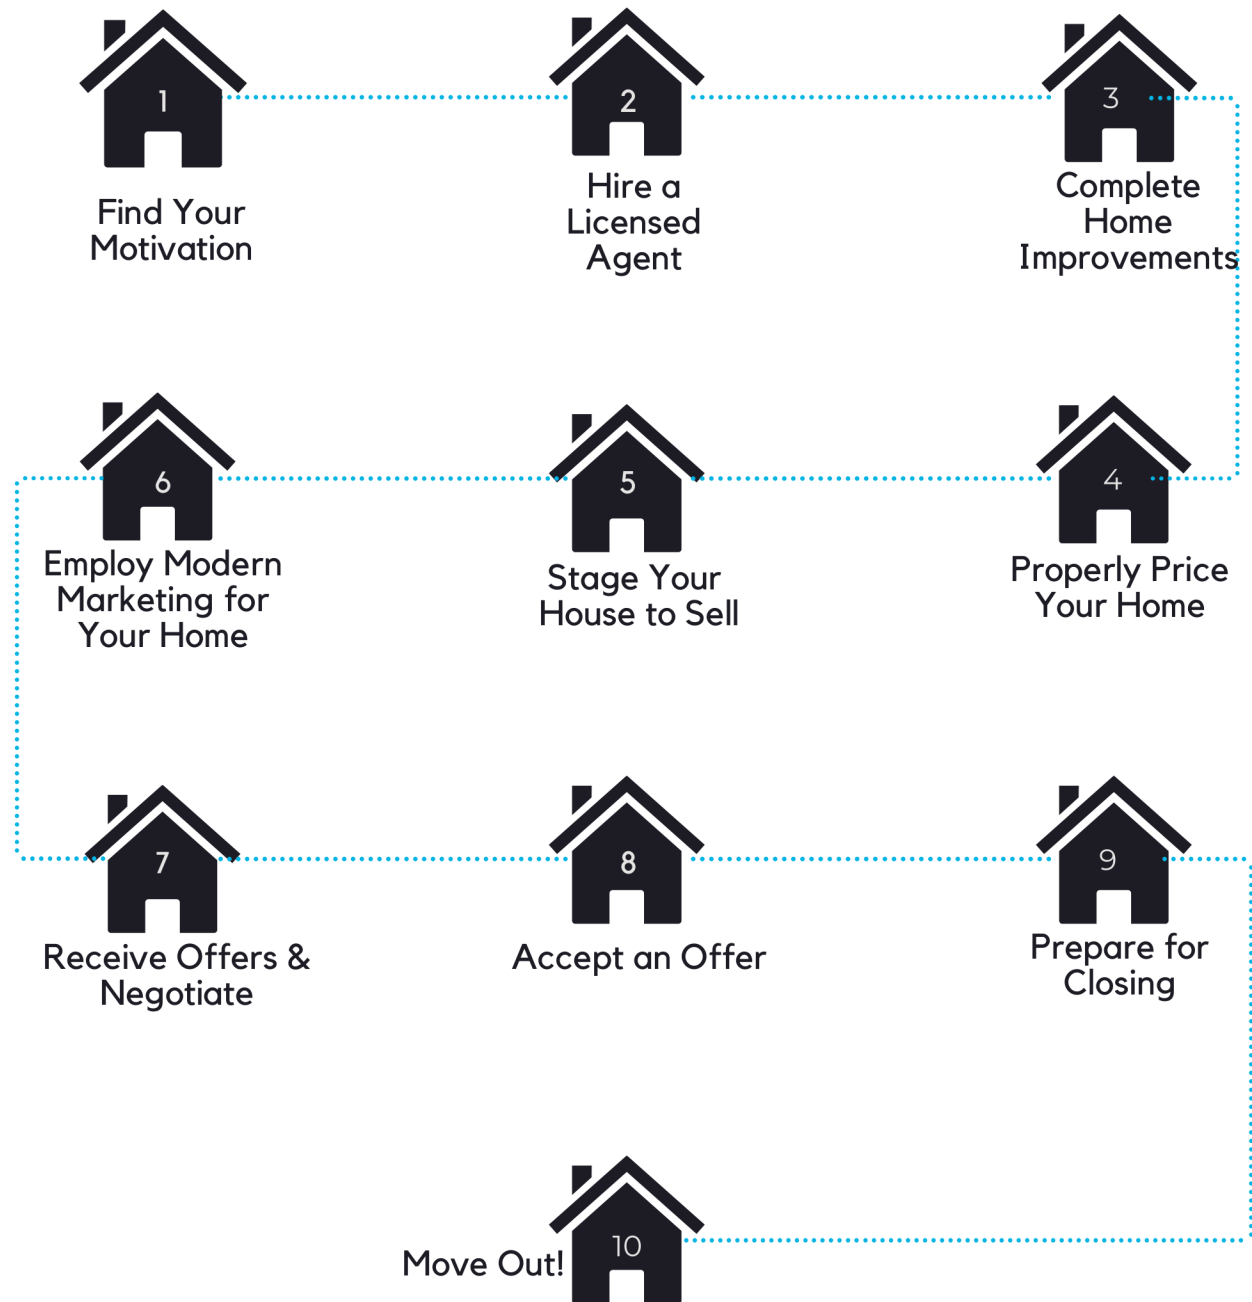 1
Find Your
Motivation
2
Hire a
Licensed
Agent
3
Complete
Home
Improvements
4
Properly Price
Your Home
5
Stage Your
House to Sell
6
Employ Modern
Marketing for
Your Home
7
Receive Offers &
Negotiate
8
Accept an Offer
9
Prepare for
Closing
10
Move Out!